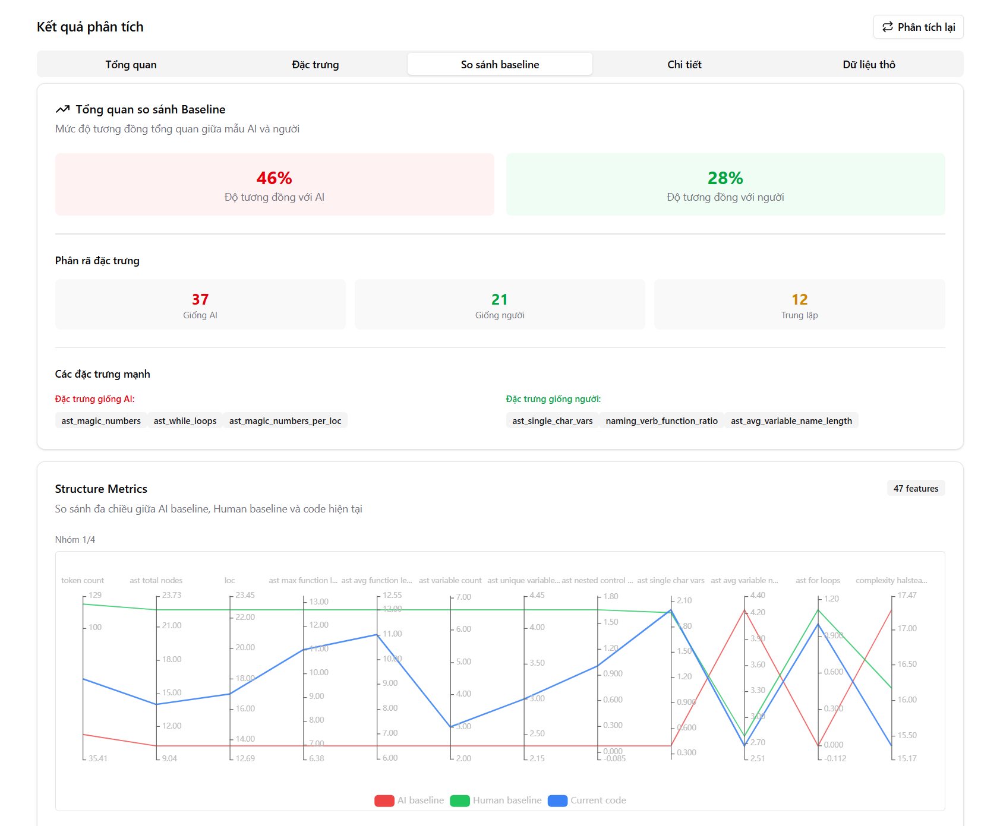 Kết quả phân tích
Phân tích lại
Tổng quan
Đặc trưng
So sánh baseline
Chi tiết
Dữ liệu thô
Tổng quan so sánh Baseline
Mức độ tương đồng tổng quan giữa mẫu AI và người
46%
Độ tương đồng với AI
28%
Độ tương đồng với người
Phân rã đặc trưng
37
Giống AI
21
Giống người
12
Trung lập
Các đặc trưng mạnh
Đặc trưng giống AI:
ast_magic_numbers ast_while_loops ast_magic_numbers_per_loc
Đặc trưng giống người:
ast_single_char_vars naming_verb_function_ratio ast_avg_variable_name_length
Structure Metrics
47 features
So sánh đa chiều giữa AI baseline, Human baseline và code hiện tại
Nhóm 1/4
token count
129
100
35.41
ast total nodes
23.73
21.00
18.00
15.00
12.00
9.04
loc
23.45
22.00
20.00
18.00
16.00
14.00
12.69
ast max function l...
13.00
12.00
11.00
10.00
9.00
8.00
7.00
6.38
ast avg function le...
12.55
12.00
11.00
10.00
9.00
8.00
7.00
6.00
ast variable count
7.00
6.00
5.00
4.00
3.00
2.00
ast unique variable...
4.45
4.00
3.50
3.00
2.50
2.15
ast nested control ...
1.80
1.50
1.20
0.900
0.600
0.300
0.000
-0.085
ast single char vars
2.10
1.80
1.50
1.20
0.900
0.600
0.300
ast avg variable n...
4.40
4.20
3.90
3.60
3.30
3.00
2.70
2.51
ast for loops
1.20
0.900
0.600
0.300
0.000
-0.112
complexity halstea...
17.47
17.00
16.50
16.00
15.50
15.17
AI baseline
Human baseline
Current code